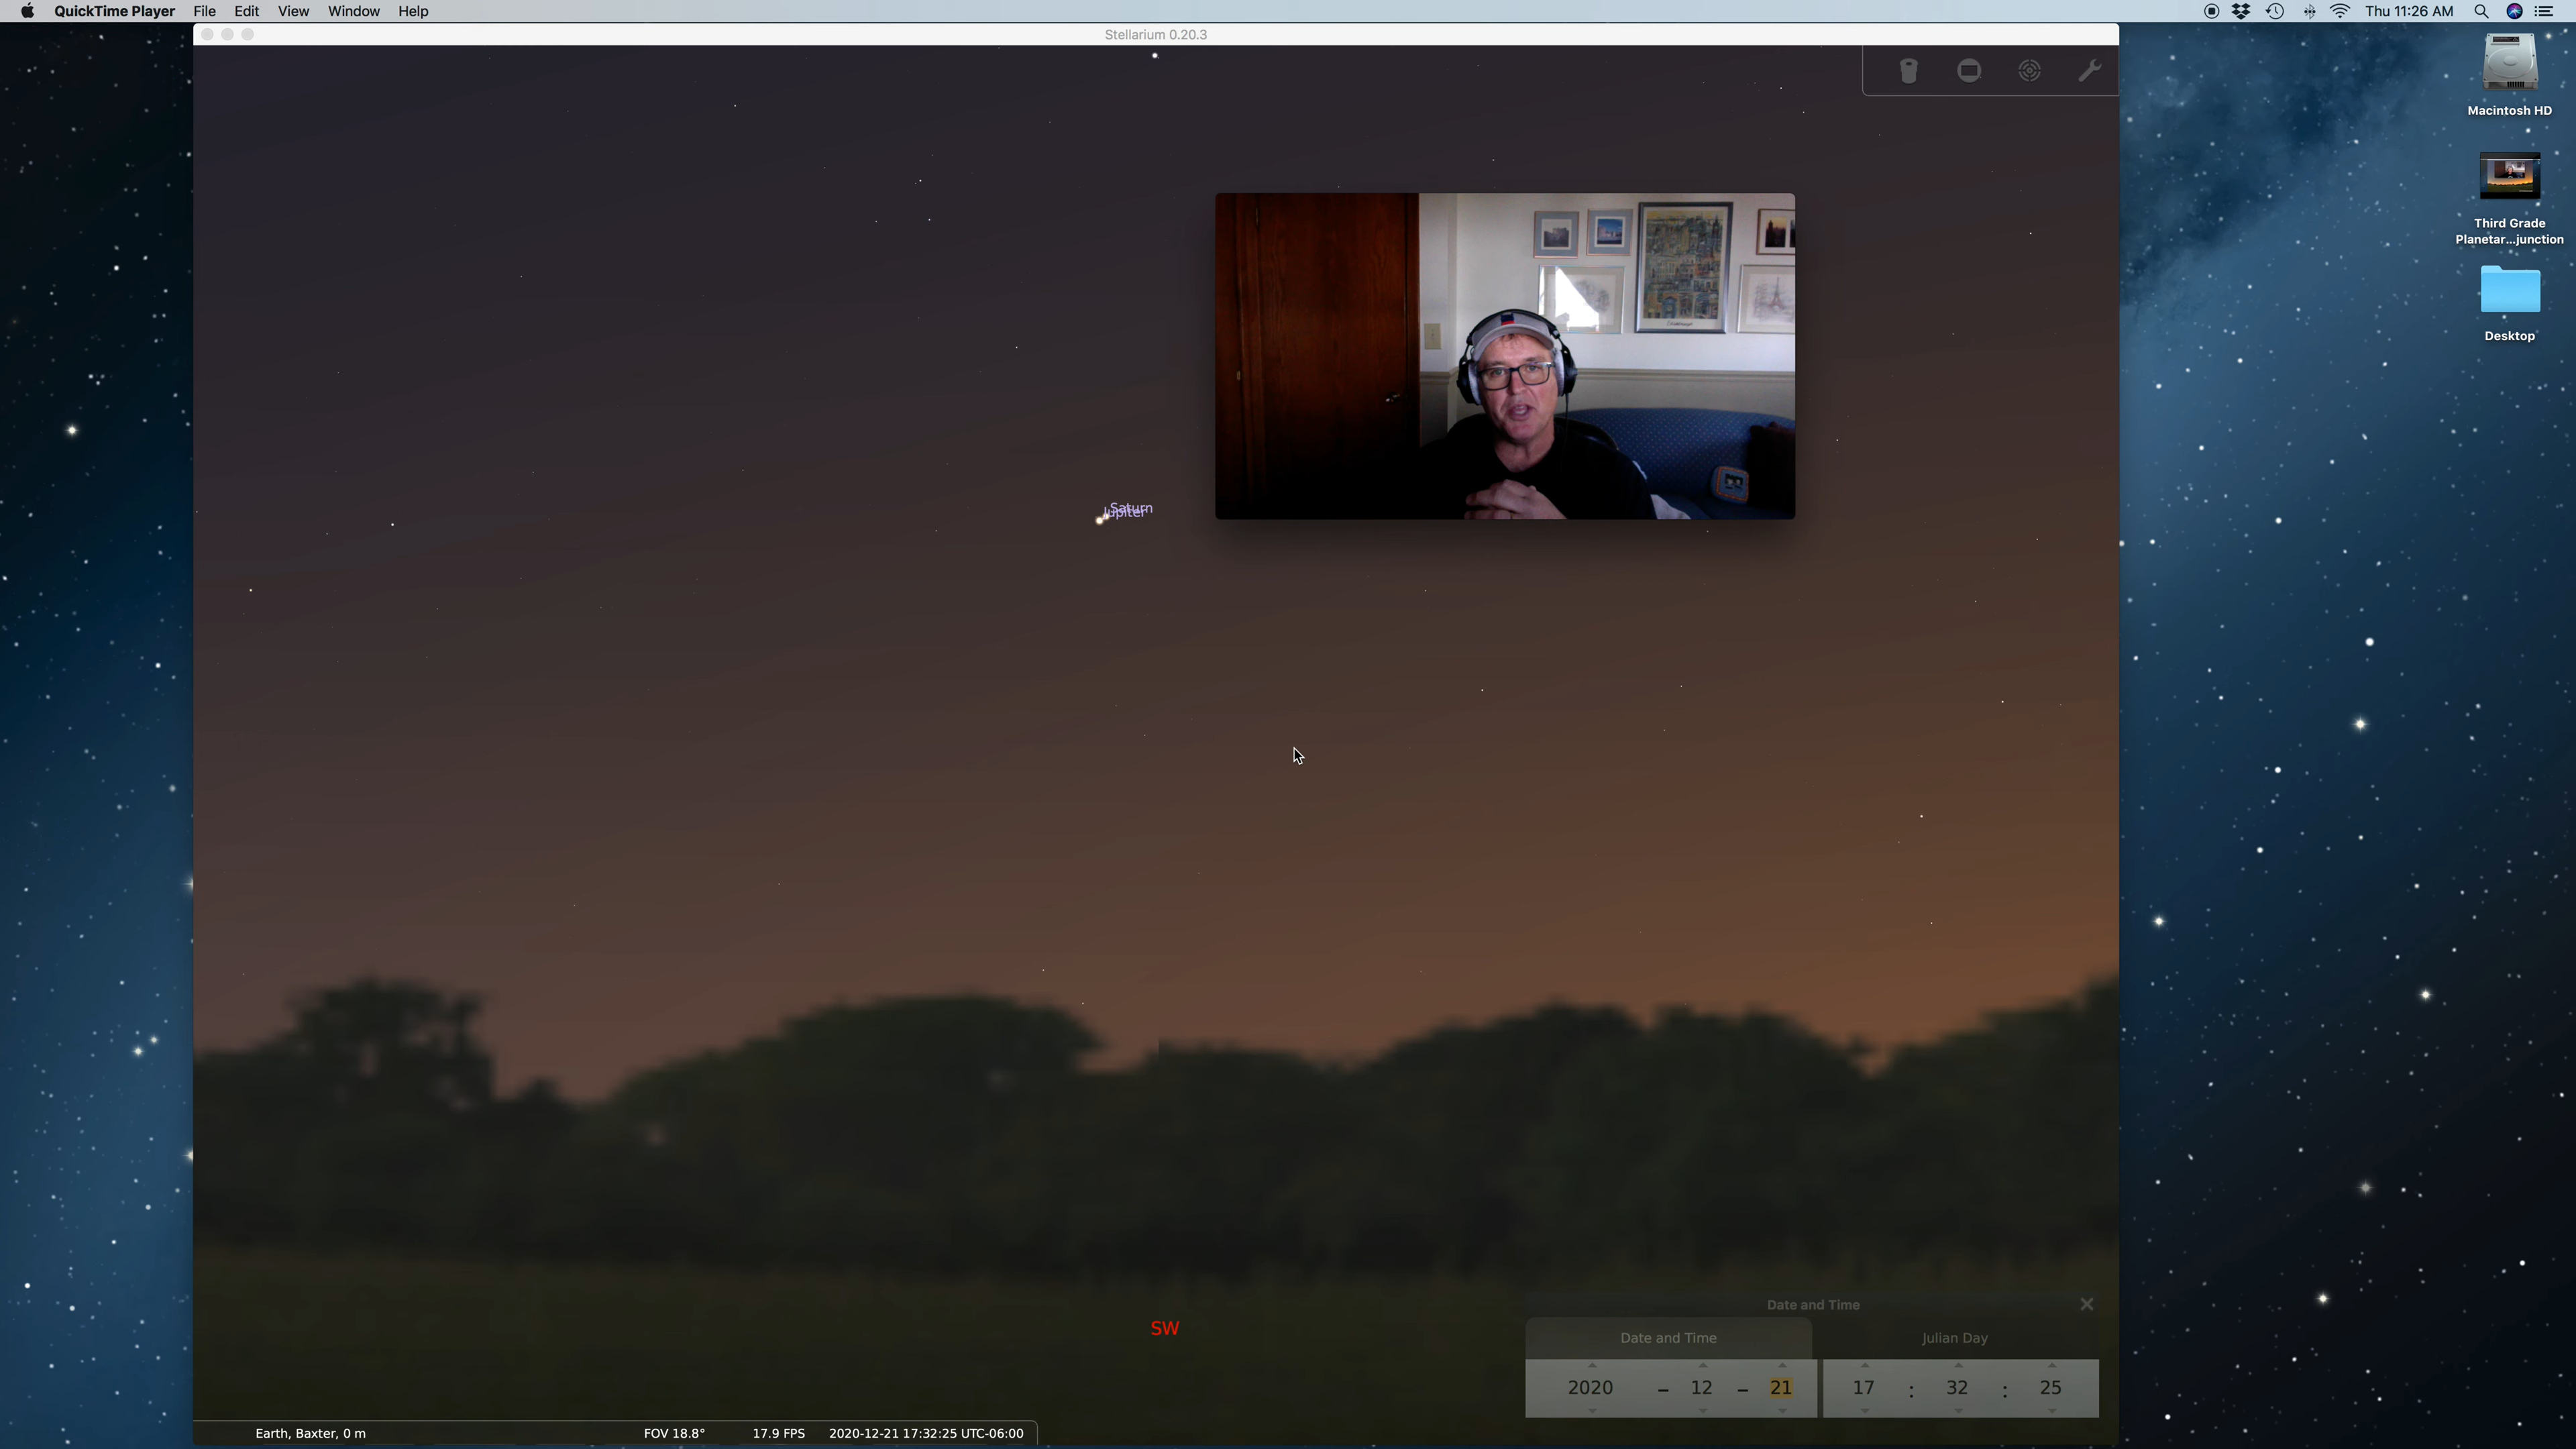 QuickTime Player File Edit View Window Help Thu 11:26 AM
Stellarium 0.20.3
Macintosh HD
Third Grade
Planetar...junction
Desktop
Saturn
Jupiter
SW
Date and Time
Date and Time Julian Day
2020 - 12 - 21 17 : 32 : 25
Earth, Baxter, 0 m FOV 18.8° 17.9 FPS 2020-12-21 17:32:25 UTC-06:00